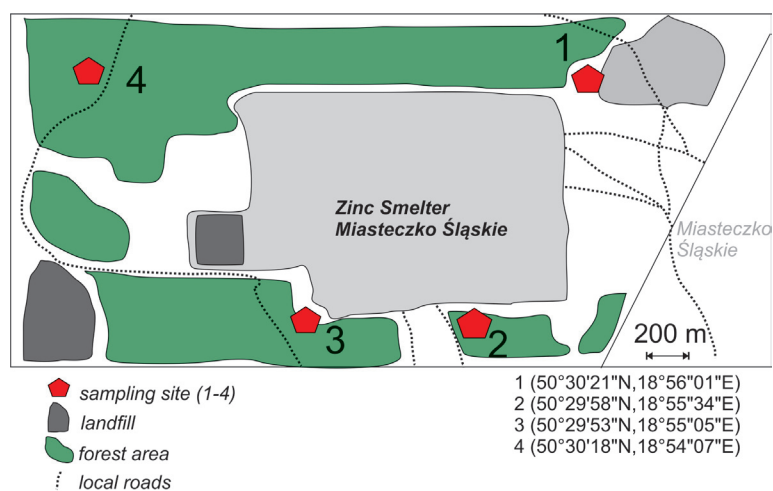 1
4
Zinc Smelter
Miasteczko Śląskie
Miasteczko
Śląskie
3
2
200 m
sampling site (1-4)
landfill
forest area
local roads
1 (50°30'21"N,18°56'01"E)
2 (50°29'58"N,18°55'34"E)
3 (50°29'53"N,18°55'05"E)
4 (50°30'18"N,18°54'07"E)